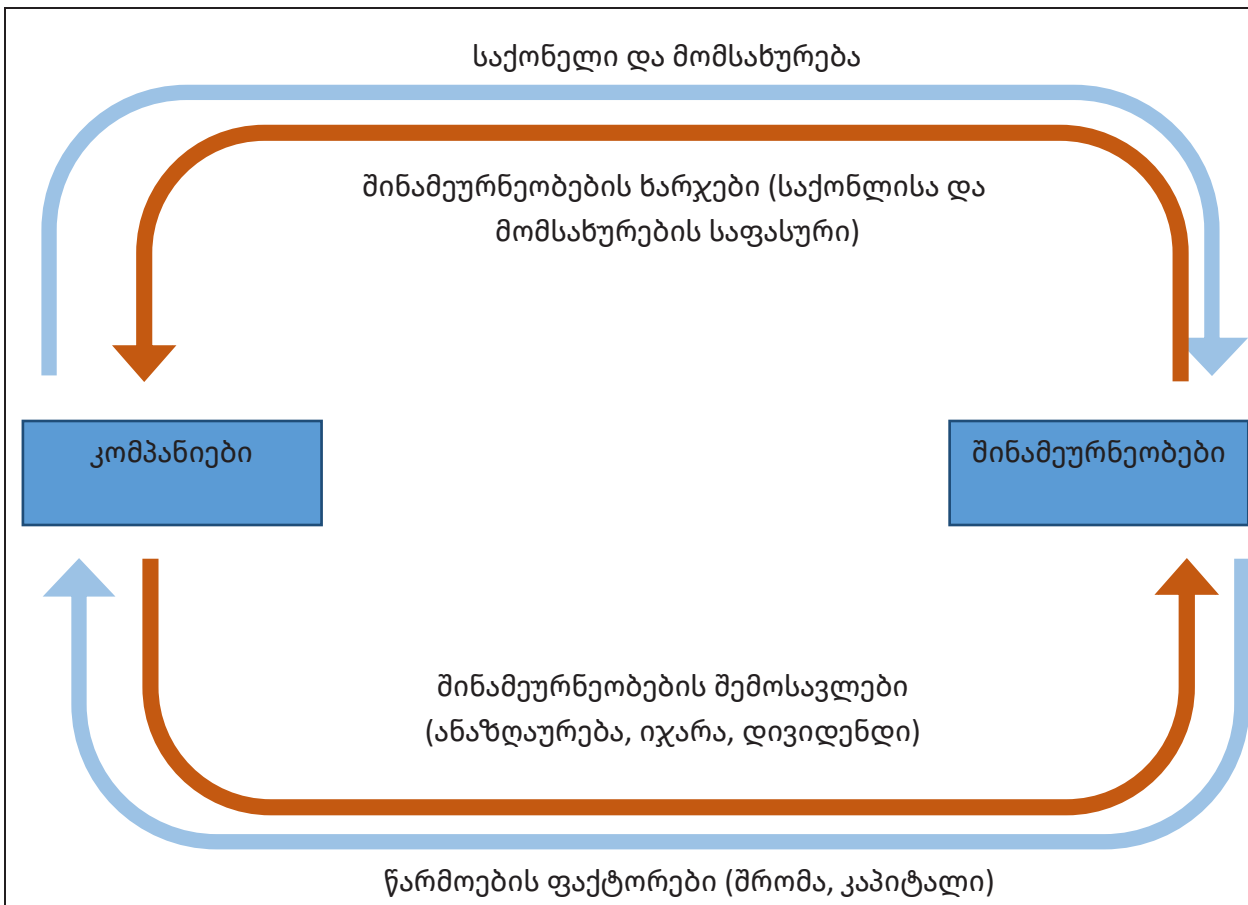 საქონელი და მომსახურება
შინამეურნეობების ხარჯები (საქონლისა და
მომსახურების საფასური)
კომპანიები
შინამეურნეობები
შინამეურნეობების შემოსავლები
(ანაზღაურება, იჯარა, დივიდენდი)
წარმოების ფაქტორები (შრომა, კაპიტალი)